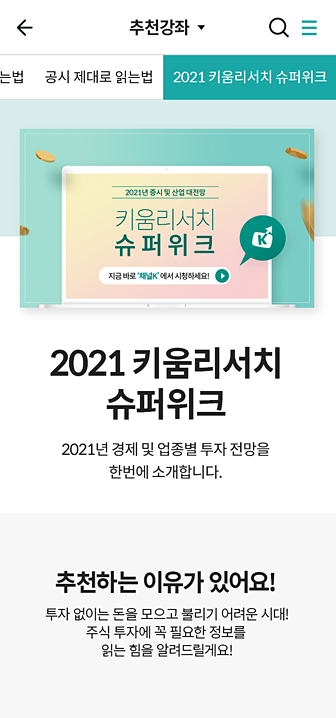 추천강좌
는법
공시 제대로 읽는법
2021 키움리서치 슈퍼위크
2021년 증시 및 산업 대전망
키움리서치
슈퍼위크
지금 바로 '채널K'에서 시청하세요!
K
2021 키움리서치
슈퍼위크
2021년 경제 및 업종별 투자 전망을
한번에 소개합니다.
추천하는 이유가 있어요!
투자 없이는 돈을 모으고 불리기 어려운 시대!
주식 투자에 꼭 필요한 정보를
읽는 힘을 알려드릴게요!